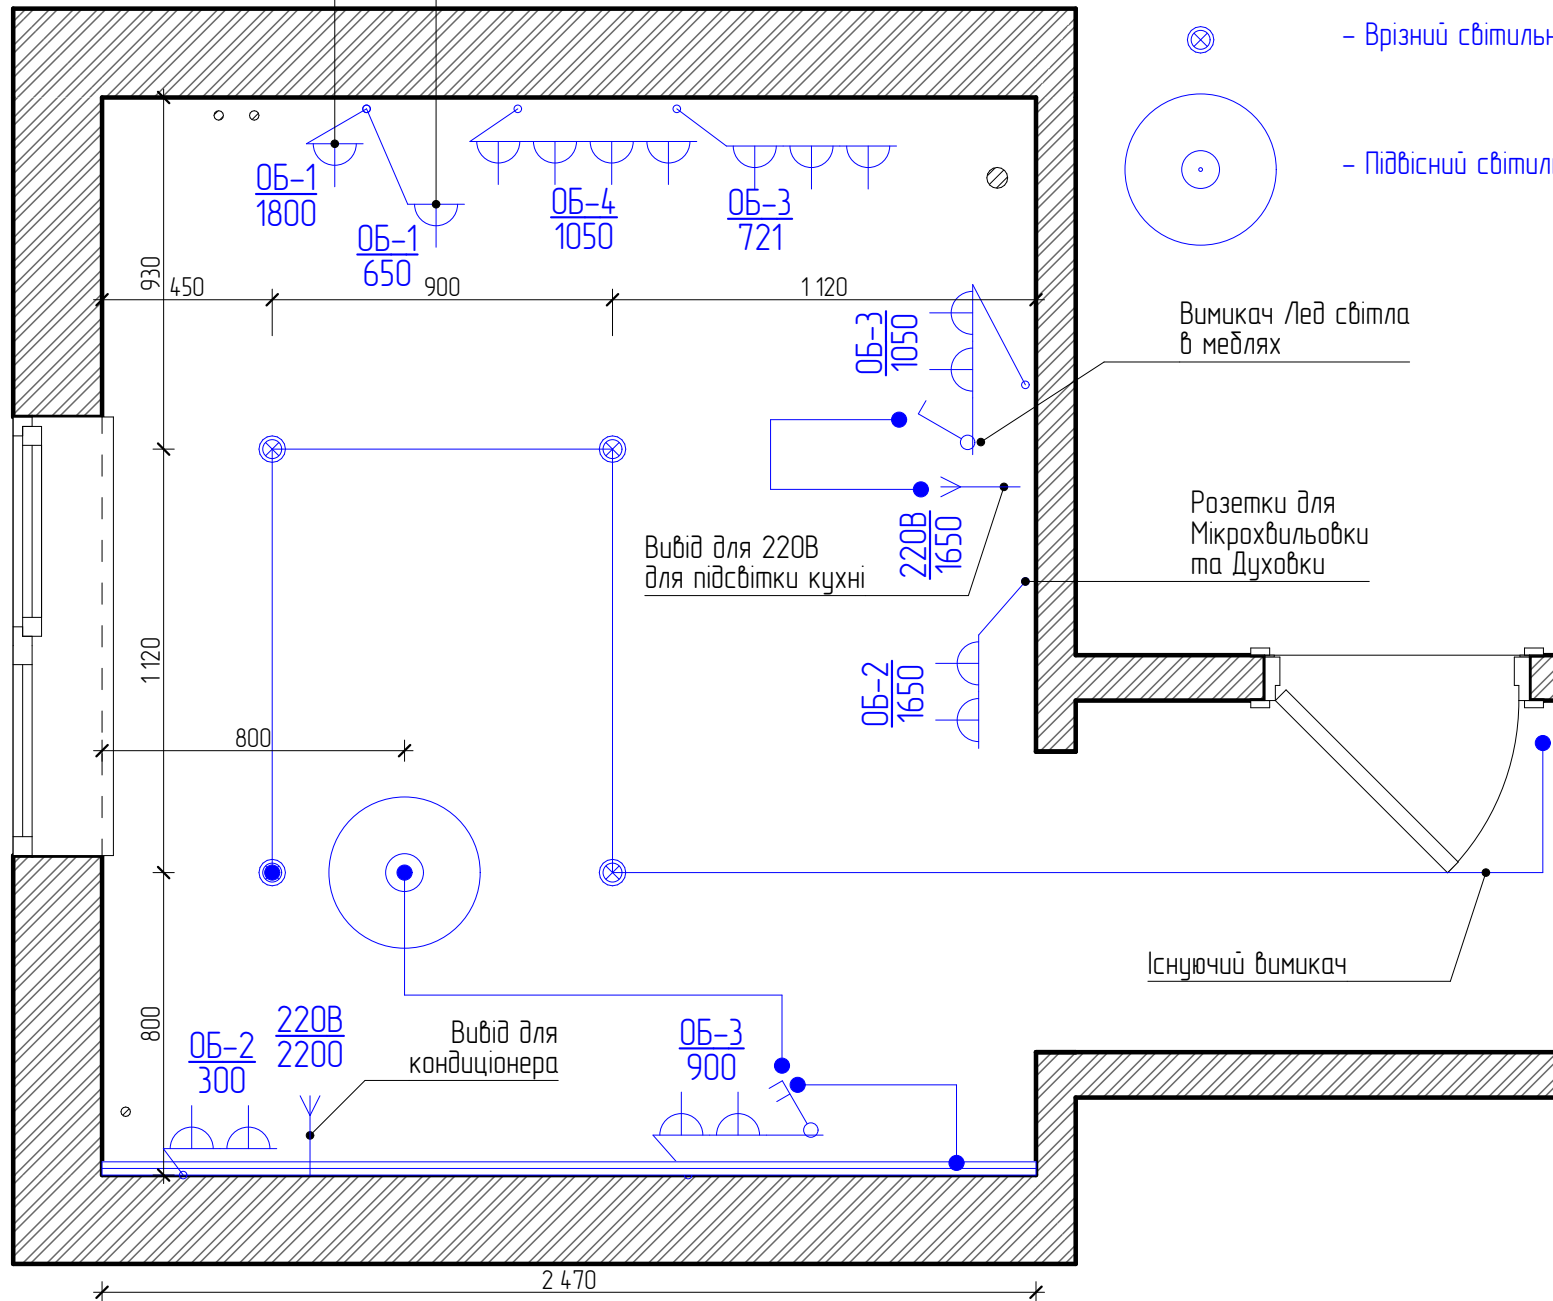 - Врізний світильн
- Підвісний світиль
ОБ-1
1800
ОБ-1
650
ОБ-4
1050
ОБ-3
721
930
450
900
1 120
ОБ-3
1050
Вимикач Лед світла
в меблях
Розетки для
Мікрохвильовки
та Духовки
Вивід для 220В
для підсвітки кухні
220В
1650
1 120
ОБ-2
1650
800
Існуючий вимикач
800
ОБ-2
300
220В
2200
Вивід для
кондиціонера
ОБ-3
900
2 470